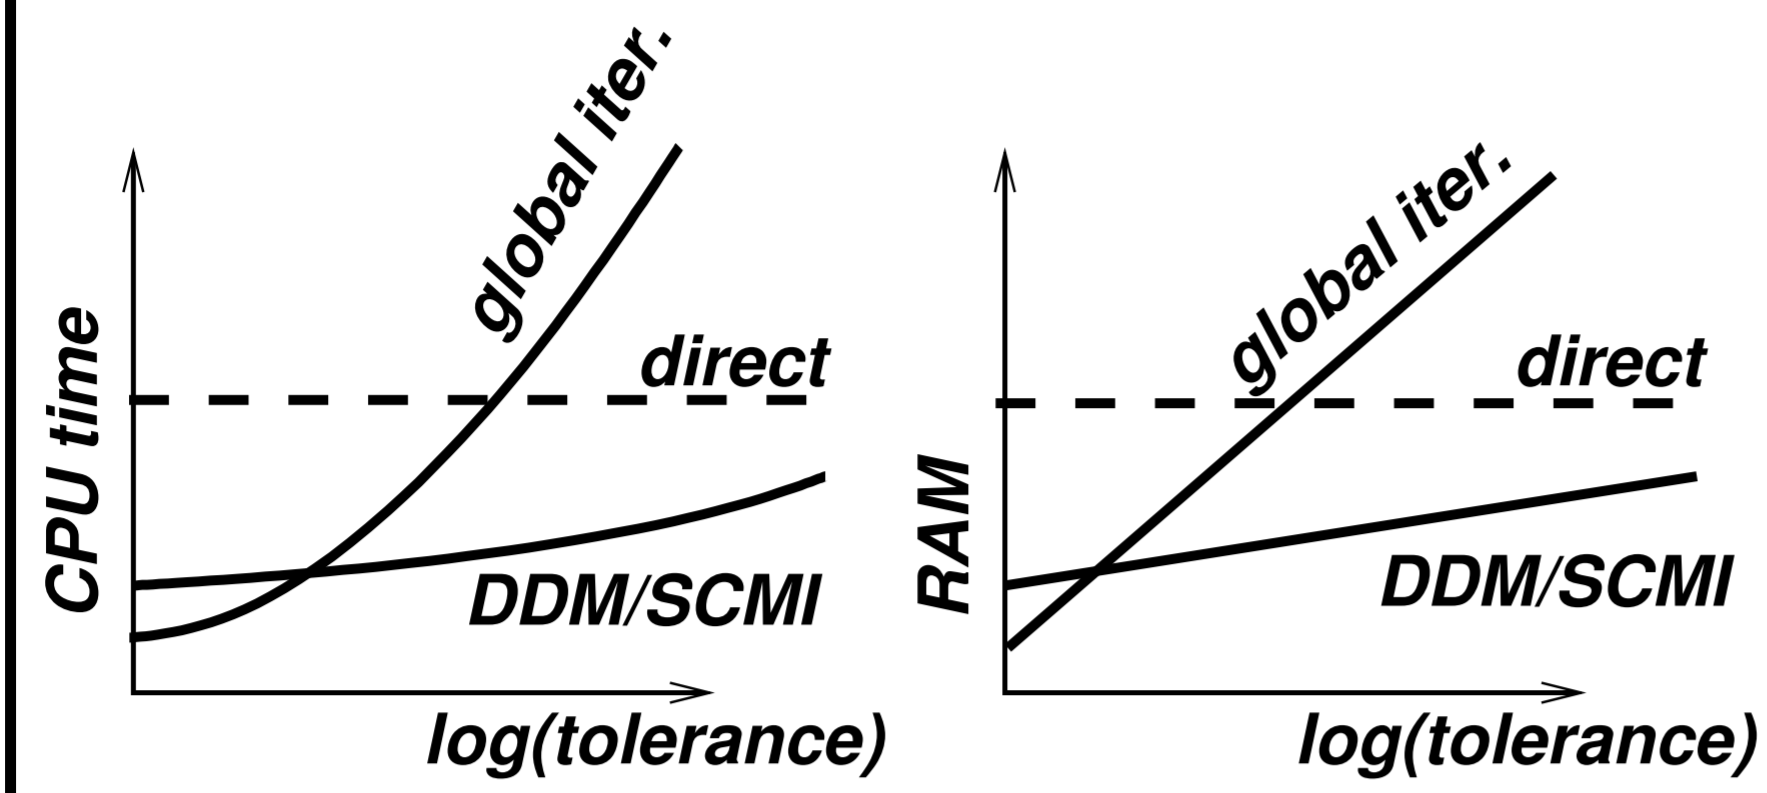 CPU time
global iter.
direct
DDM/SCMI
log(tolerance)
RAM
global iter.
direct
DDM/SCMI
log(tolerance)